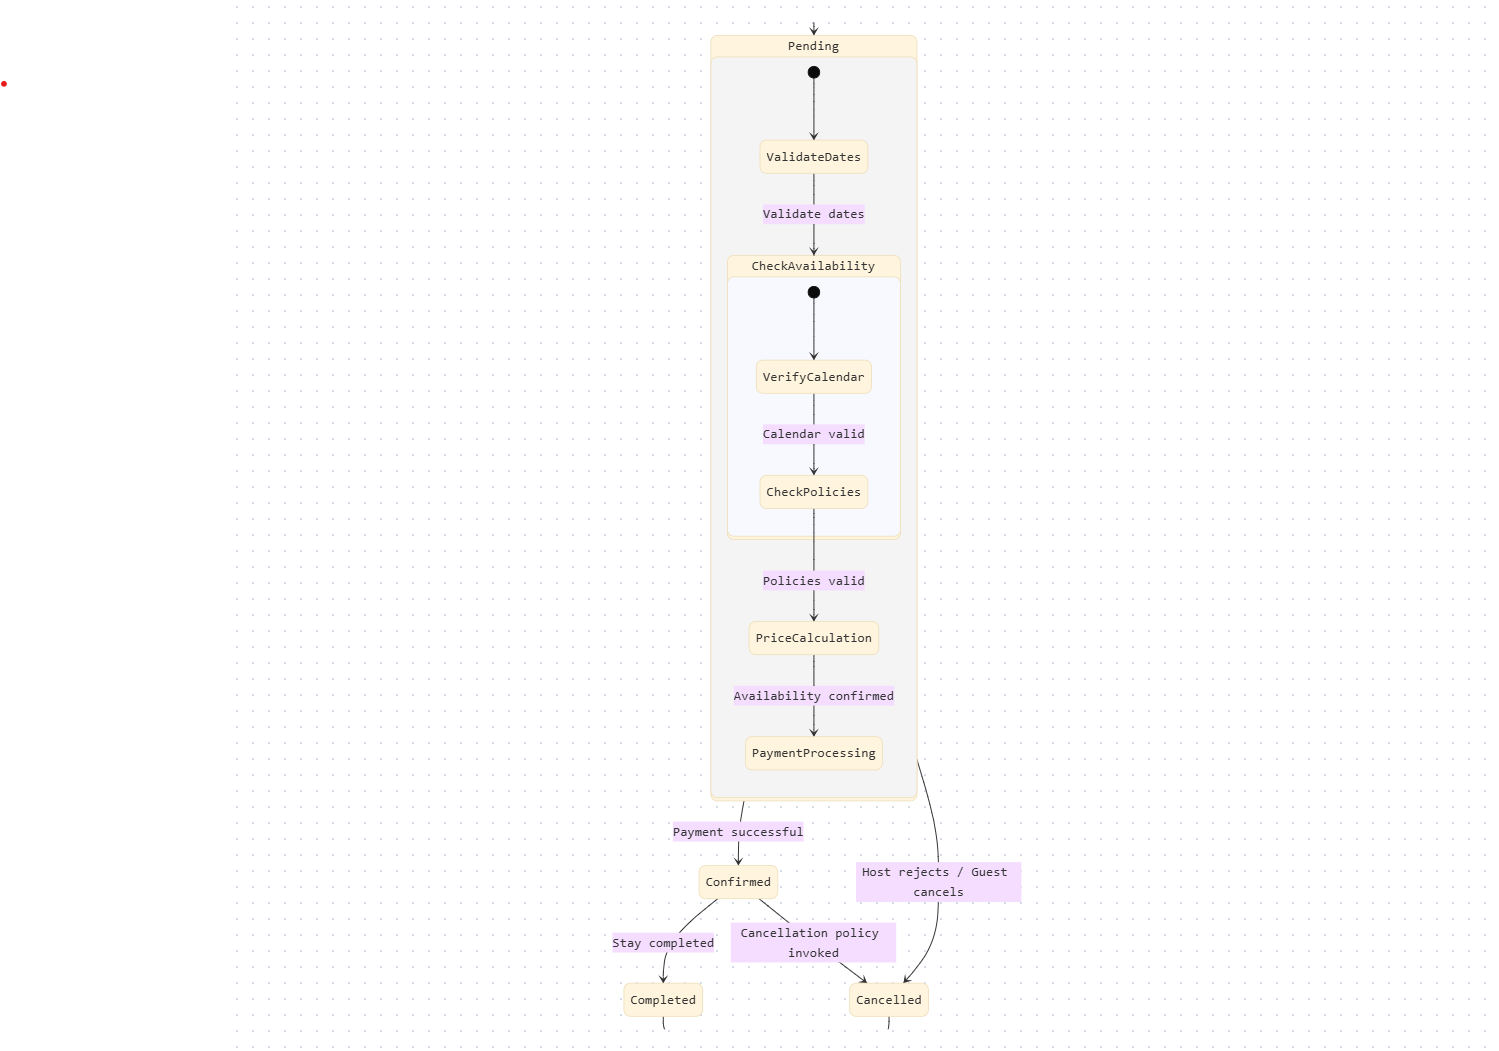 Pending
ValidateDates
Validate dates
CheckAvailability
VerifyCalendar
Calendar valid
CheckPolicies
Policies valid
PriceCalculation
Availability confirmed
PaymentProcessing
Payment successful
Confirmed
Host rejects / Guest
cancels
Stay completed
Cancellation policy
invoked
Completed
Cancelled